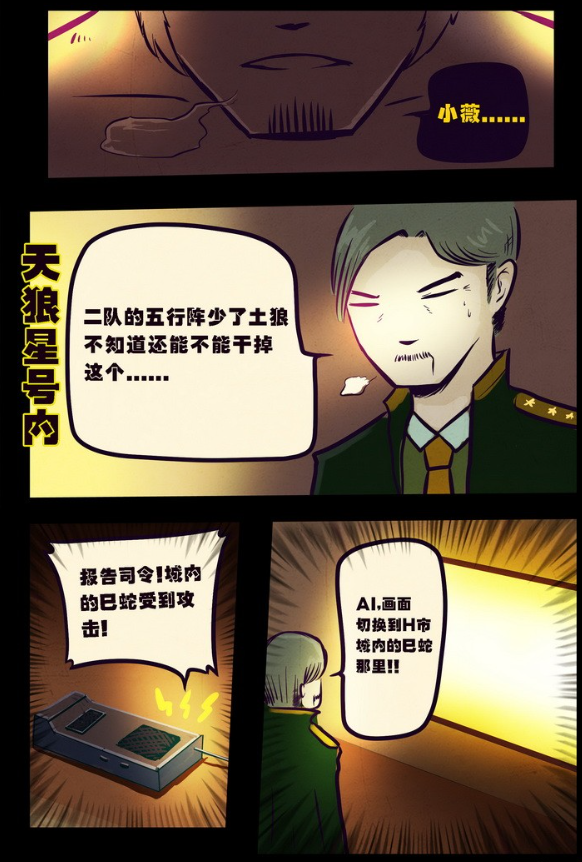 小薇......
天狼星号内
二队的五行阵少了土狼
不知道还能不能干掉
这个......
报告司令!域内
的巳蛇受到攻
击!
AI,画面
切换到H市
域内的巳蛇
那里!!